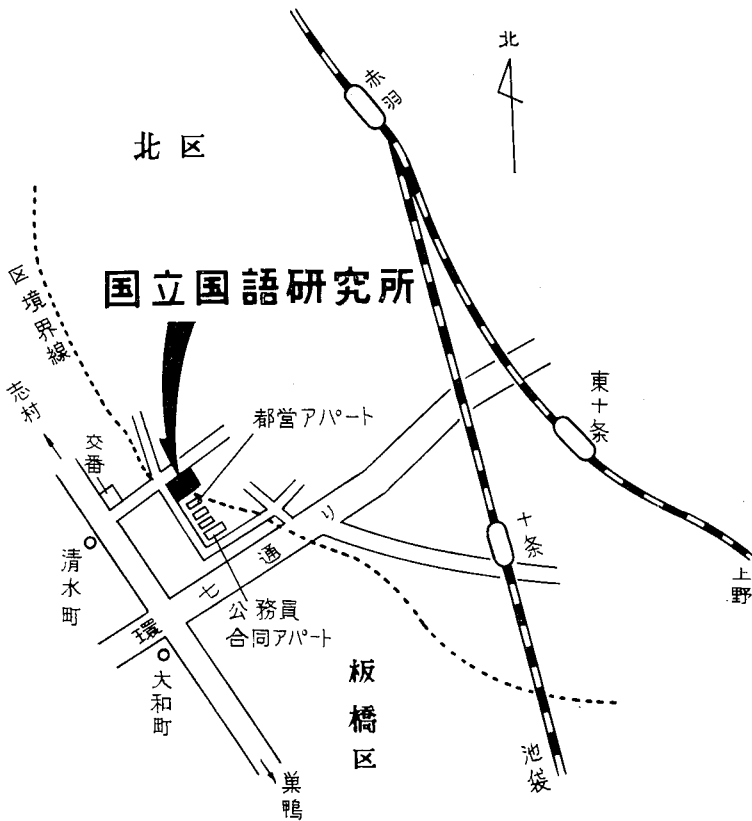 北
赤羽
北区
国立国語研究所
区境界線
志村
交番
都営アパート
東十条
十条
清水町
環七通り
公務員
合同アパート
上野
大和町
板橋区
池袋
巣鴨